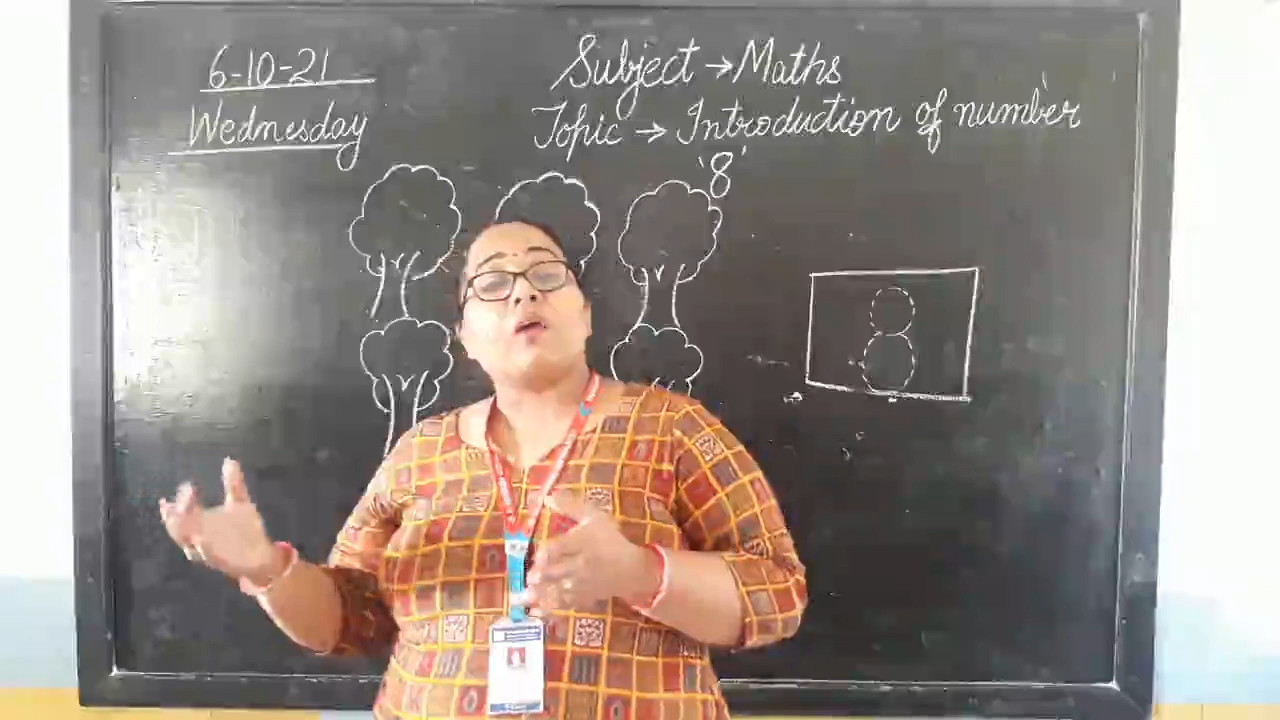 6-10-21
Wednesday
Subject → Maths
Topic → Introduction of number
'8'
8